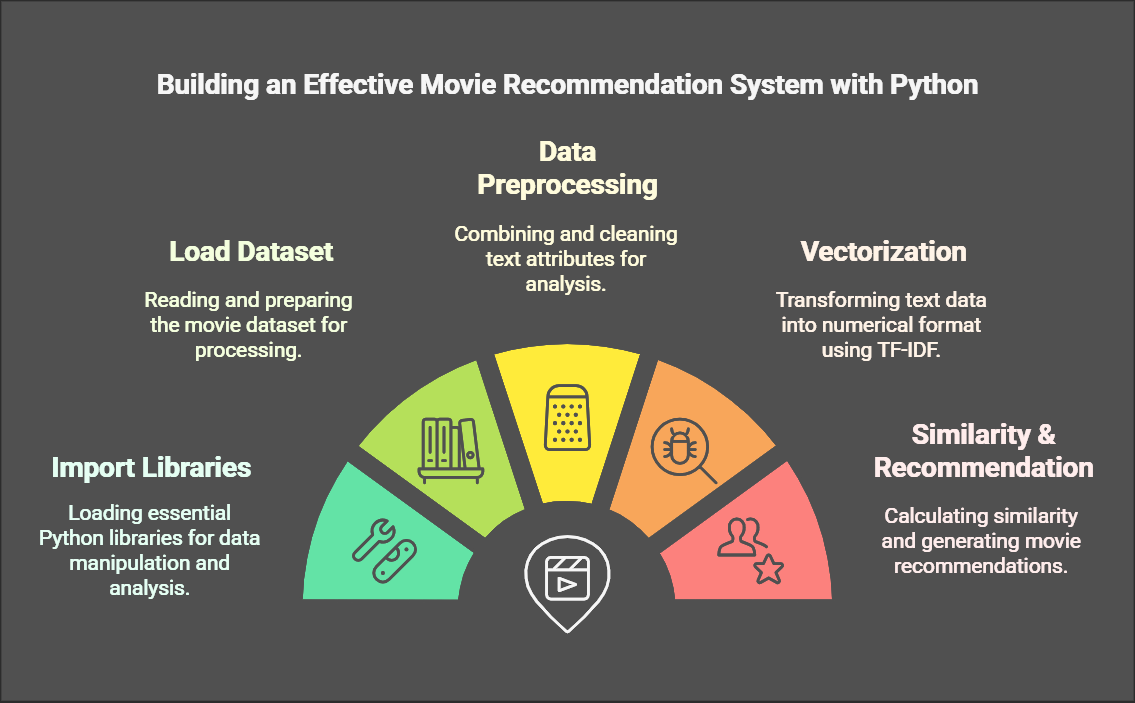 Building an Effective Movie Recommendation System with Python
Data
Preprocessing
Combining and cleaning
text attributes for
analysis.
Load Dataset
Reading and preparing
the movie dataset for
processing.
Vectorization
Transforming text data
into numerical format
using TF-IDF.
Import Libraries
Loading essential
Python libraries for data
manipulation and
analysis.
Similarity &
Recommendation
Calculating similarity
and generating movie
recommendations.